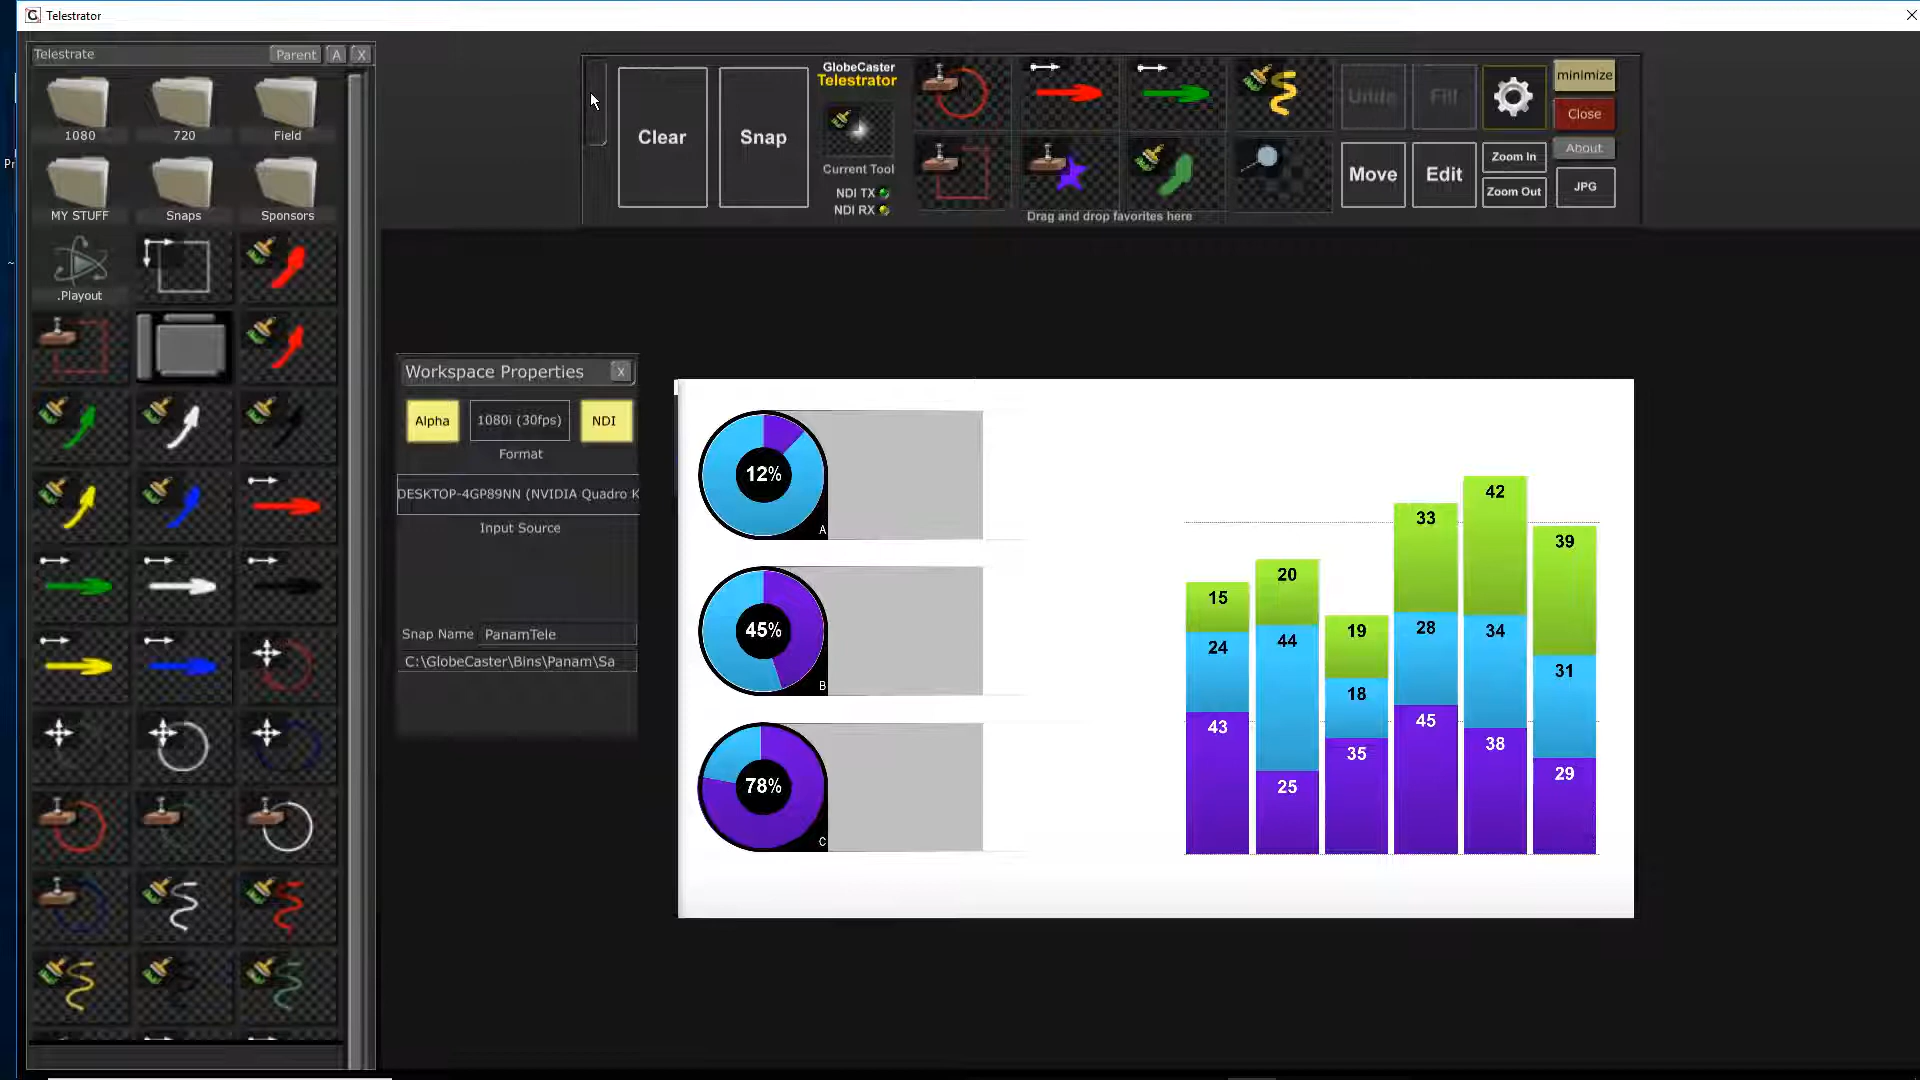 Telestrator
Telestrate
Parent
A
X
1080
720
Field
MY STUFF
Snaps
Sponsors
.Playout
Clear
Snap
GlobeCaster
Telestrator
Current Tool
NDI TX
NDI RX
Drag and drop favorites here
Undo
Fill
Move
Edit
Zoom In
Zoom Out
minimize
Close
About
JPG
Workspace Properties
X
Alpha
1080i (30fps)
NDI
Format
DESKTOP-4GP89NN (NVIDIA Quadro K
Input Source
Snap Name
PanamTele
C:\GlobeCaster\Bins\Panam\Sa
12%
A
45%
B
78%
C
15
24
43
20
44
25
19
18
35
33
28
45
42
34
38
39
31
29